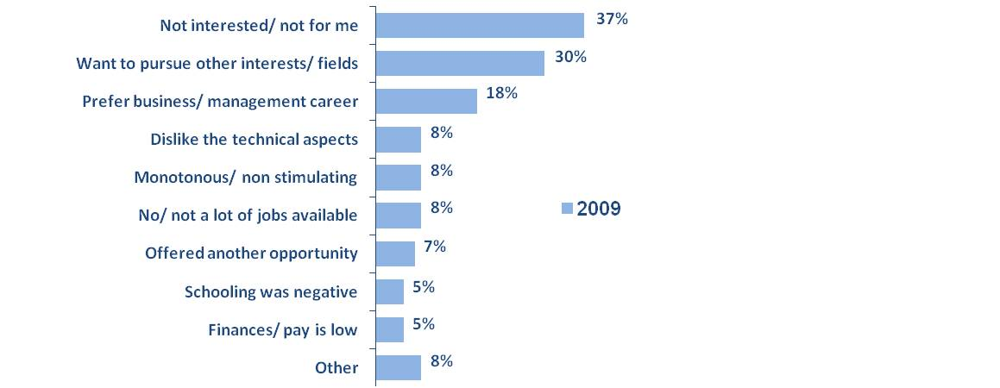 Not interested/ not for me 37%
Want to pursue other interests/ fields 30%
Prefer business/ management career 18%
Dislike the technical aspects 8%
Monotonous/ non stimulating 8%
No/ not a lot of jobs available 8%
2009
Offered another opportunity 7%
Schooling was negative 5%
Finances/ pay is low 5%
Other 8%